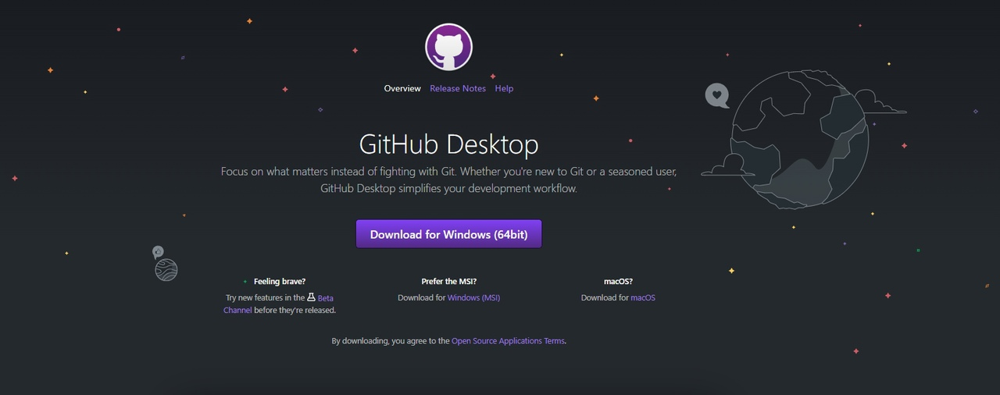 Overview Release Notes Help
GitHub Desktop
Focus on what matters instead of fighting with Git. Whether you're new to Git or a seasoned user,
GitHub Desktop simplifies your development workflow.
Download for Windows (64bit)
Feeling brave?
Try new features in the Beta
Channel before they're released.
Prefer the MSI?
Download for Windows (MSI)
macOS?
Download for macOS
By downloading, you agree to the Open Source Applications Terms.